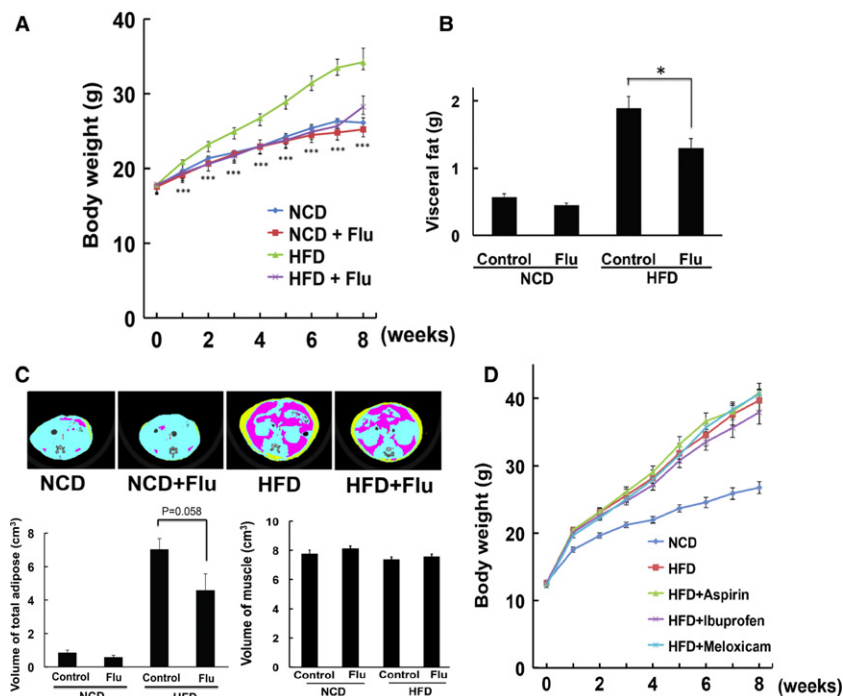 A
Body weight (g)
40
30
20
10
0
*** *** *** *** *** *** *** ***
NCD
NCD + Flu
HFD
HFD + Flu
0 2 4 6 8 (weeks)
B
Visceral fat (g)
2
1
0
*
Control Flu Control Flu
NCD HFD
C
NCD NCD+Flu HFD HFD+Flu
Volume of total adipose (cm3)
8
6
4
2
0
P=0.058
Control Flu Control Flu
NCD HFD
Volume of muscle (cm3)
10
8
6
4
2
0
Control Flu Control Flu
NCD HFD
D
Body weight (g)
40
30
20
10
0
NCD
HFD
HFD+Aspirin
HFD+Ibuprofen
HFD+Meloxicam
0 2 4 6 8 (weeks)